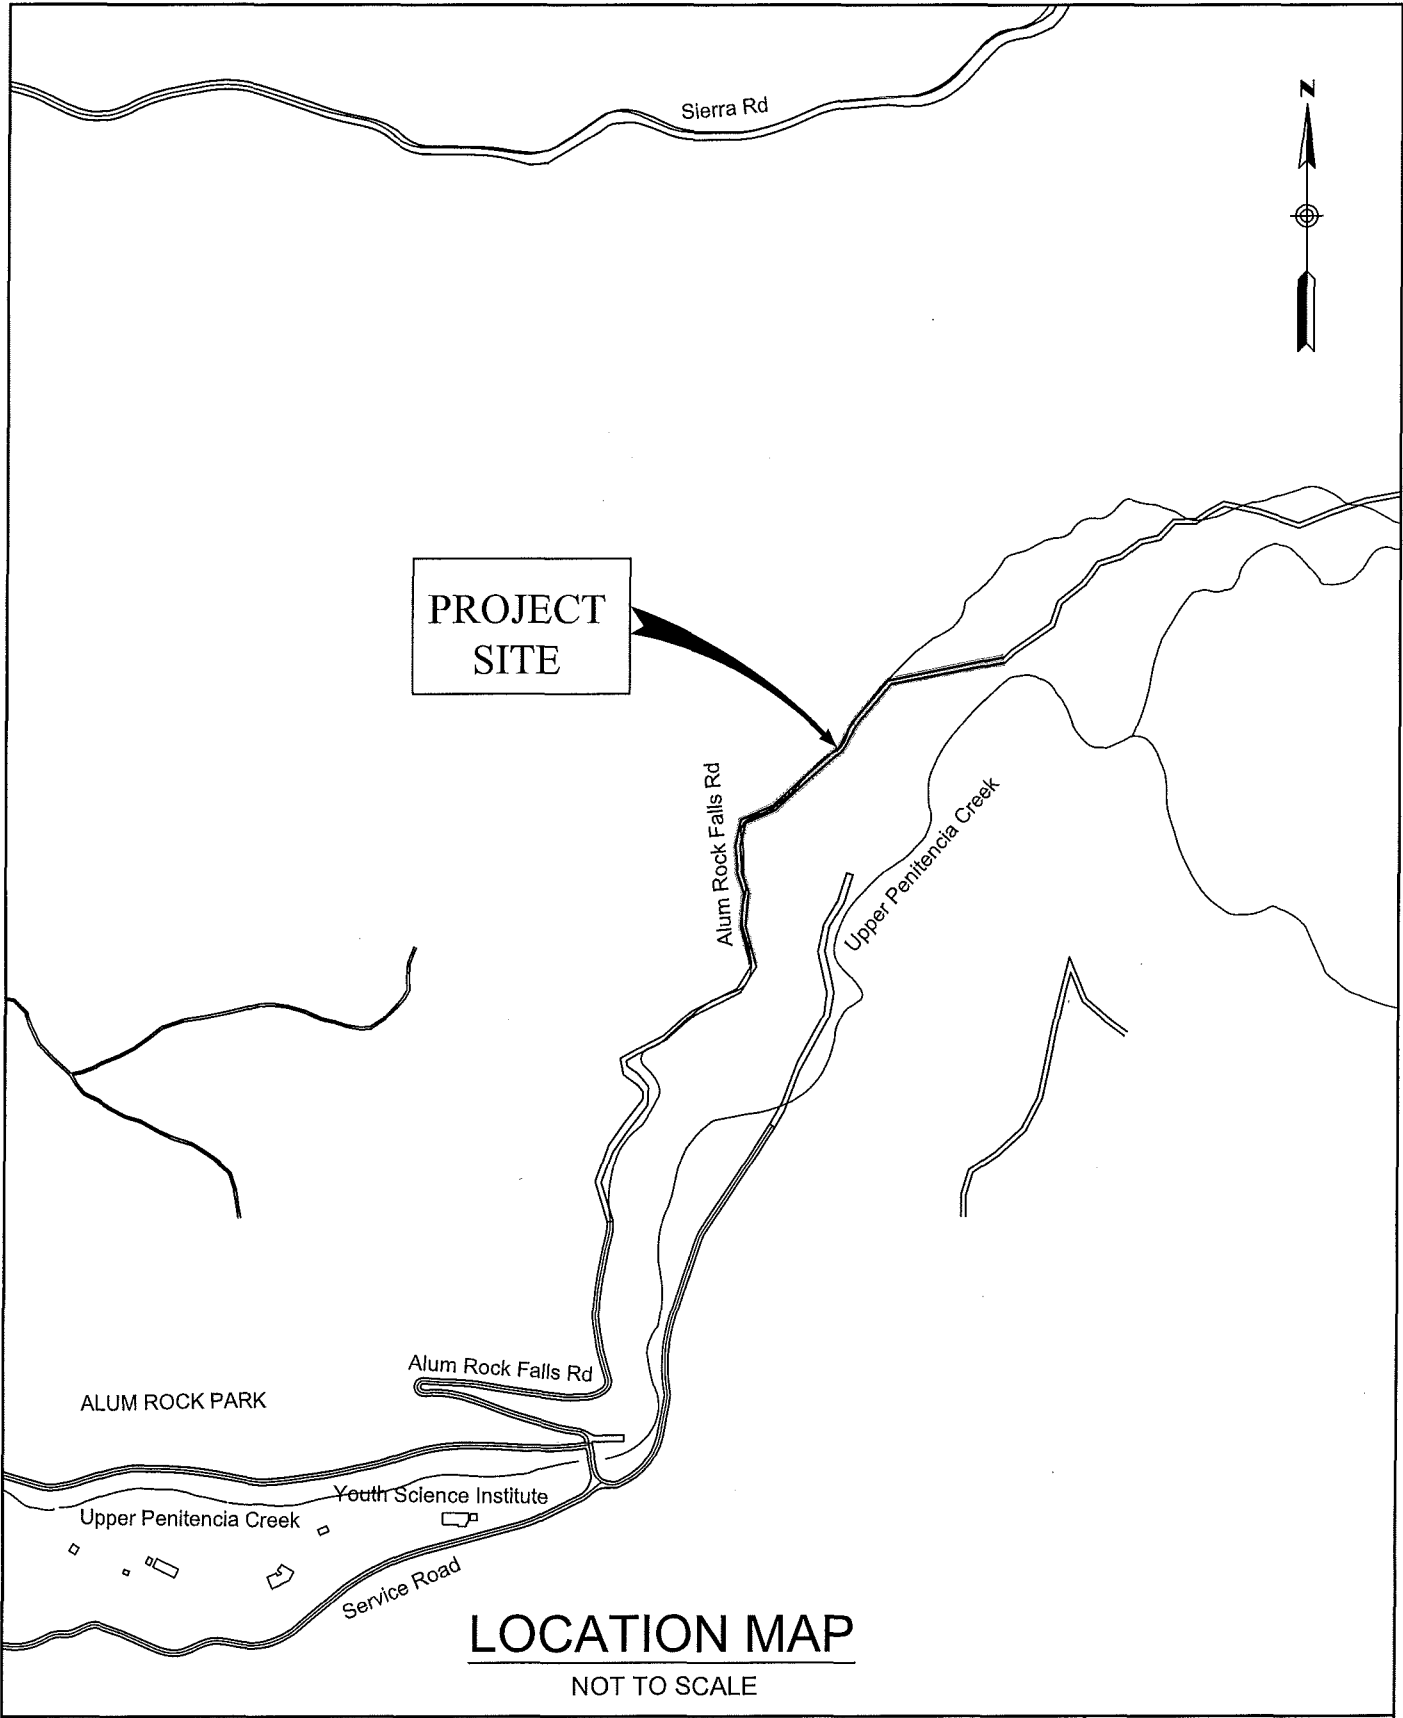 Sierra Rd
N
PROJECT
SITE
Alum Rock Falls Rd
Upper Penitencia Creek
Alum Rock Falls Rd
ALUM ROCK PARK
Youth Science Institute
Upper Penitencia Creek
Service Road
LOCATION MAP
NOT TO SCALE